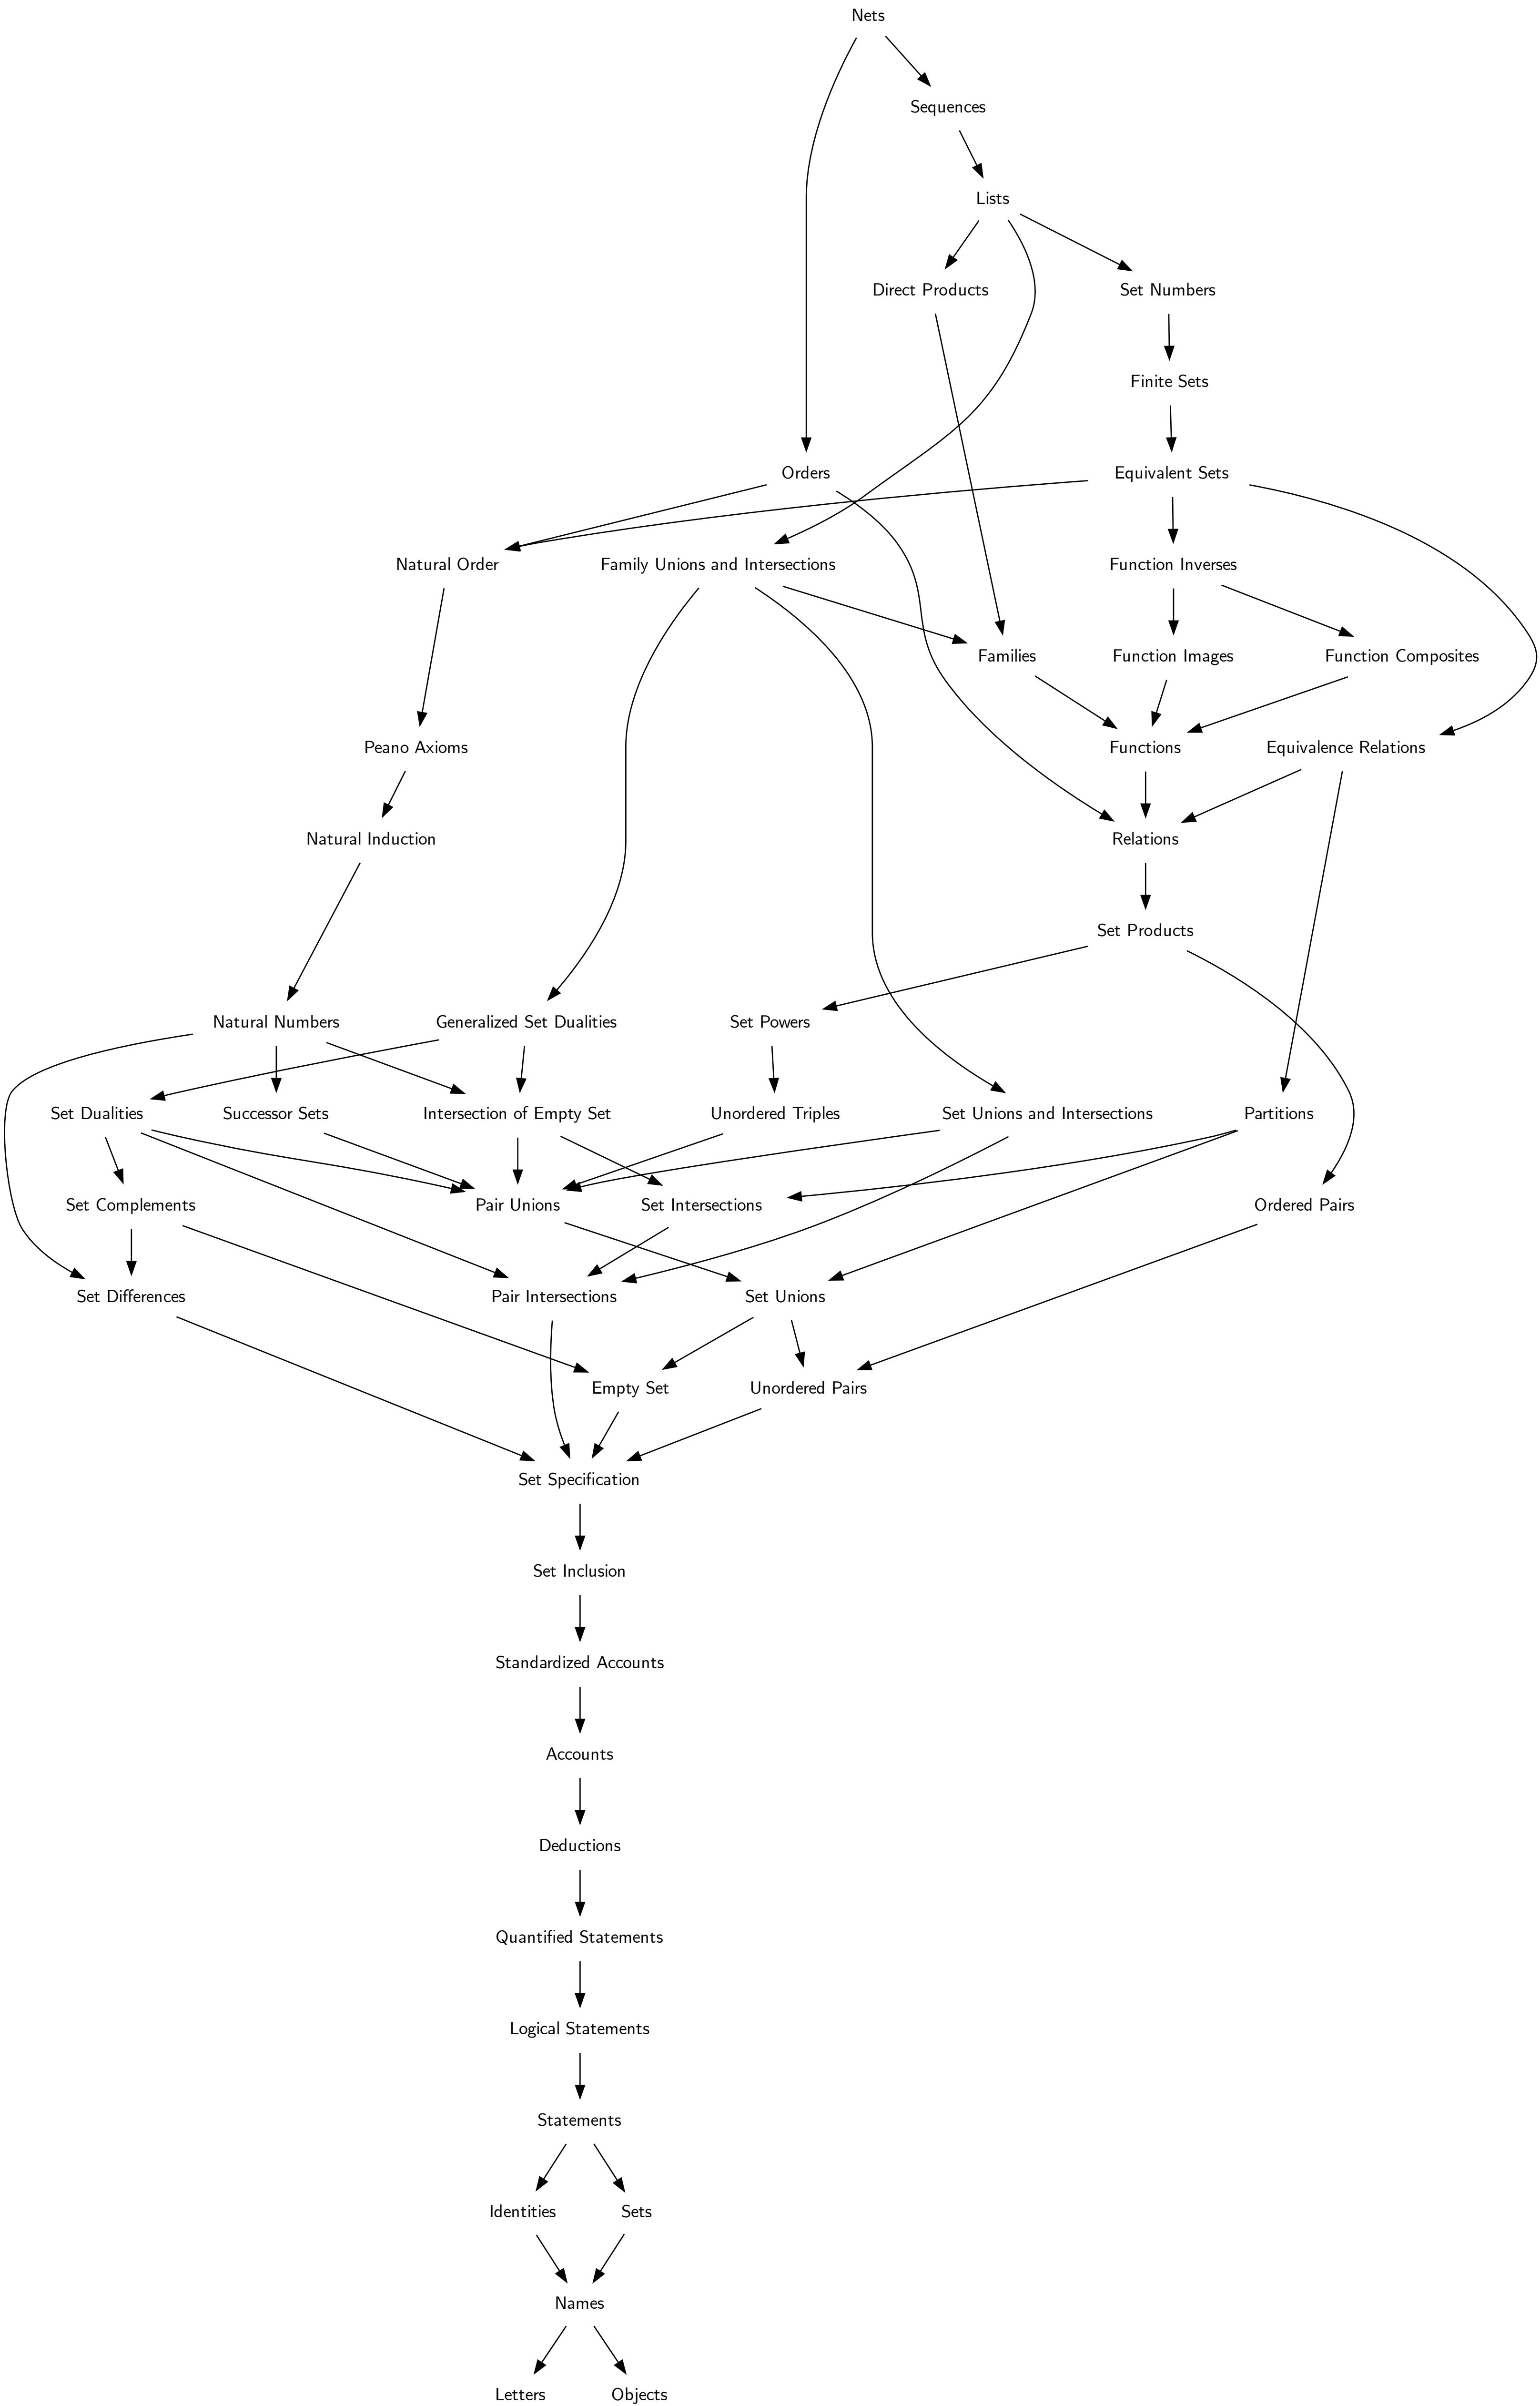 Nets
Sequences
Lists
Direct Products
Set Numbers
Finite Sets
Orders
Equivalent Sets
Natural Order
Family Unions and Intersections
Function Inverses
Families
Function Images
Function Composites
Peano Axioms
Functions
Equivalence Relations
Natural Induction
Relations
Set Products
Natural Numbers
Generalized Set Dualities
Set Powers
Set Dualities
Successor Sets
Intersection of Empty Set
Unordered Triples
Set Unions and Intersections
Partitions
Set Complements
Pair Unions
Set Intersections
Ordered Pairs
Set Differences
Pair Intersections
Set Unions
Empty Set
Unordered Pairs
Set Specification
Set Inclusion
Standardized Accounts
Accounts
Deductions
Quantified Statements
Logical Statements
Statements
Identities
Sets
Names
Letters
Objects